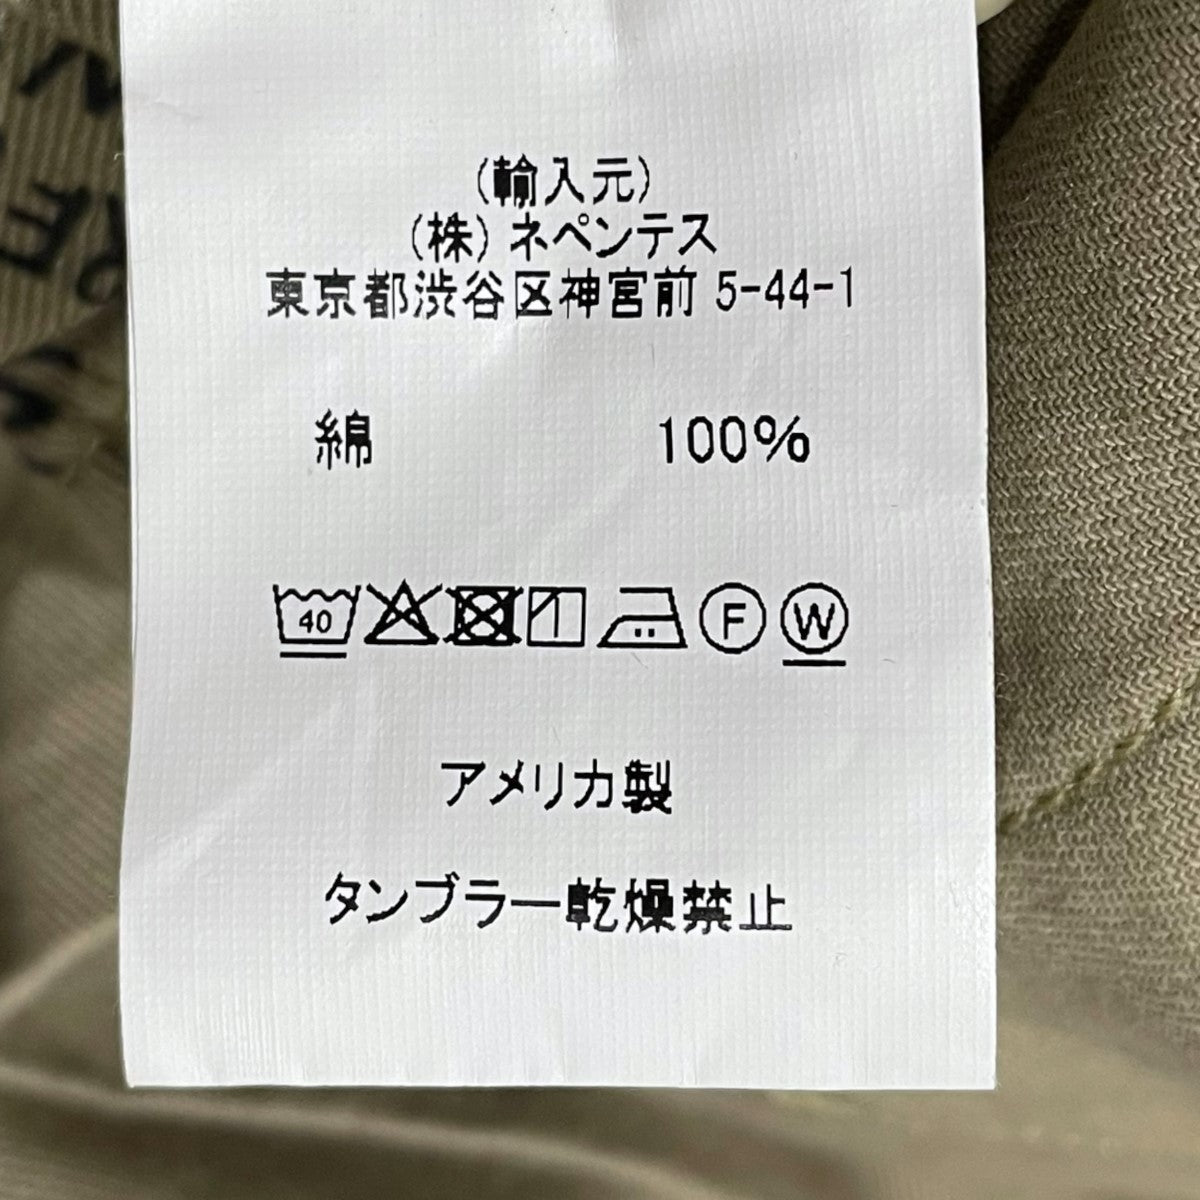 (輸入元)
(株)ネペンテス
東京都渋谷区神宮前 5-44-1
綿 100%
40 F W
アメリカ製
タンブラー乾燥禁止